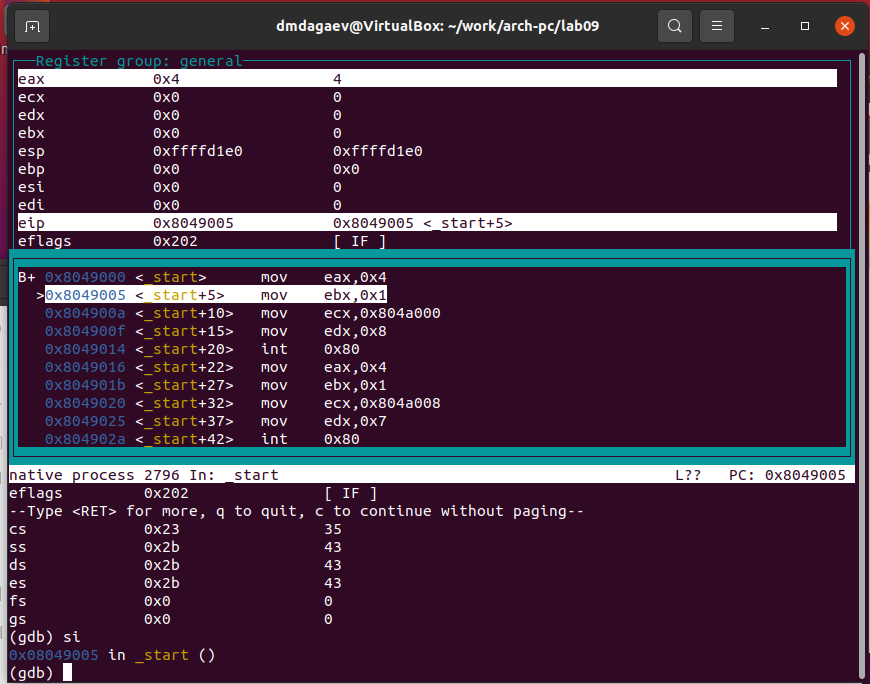 dmdagaev@VirtualBox: ~/work/arch-pc/lab09
Register group: general
eax 0x4 4
ecx 0x0 0
edx 0x0 0
ebx 0x0 0
esp 0xffffd1e0 0xffffd1e0
ebp 0x0 0x0
esi 0x0 0
edi 0x0 0
eip 0x8049005 0x8049005 <_start+5>
eflags 0x202 [ IF ]
B+ 0x8049000 <_start> mov eax,0x4
>0x8049005 <_start+5> mov ebx,0x1
0x804900a <_start+10> mov ecx,0x804a000
0x804900f <_start+15> mov edx,0x8
0x8049014 <_start+20> int 0x80
0x8049016 <_start+22> mov eax,0x4
0x804901b <_start+27> mov ebx,0x1
0x8049020 <_start+32> mov ecx,0x804a008
0x8049025 <_start+37> mov edx,0x7
0x804902a <_start+42> int 0x80
native process 2796 In: _start L?? PC: 0x8049005
eflags 0x202 [ IF ]
--Type <RET> for more, q to quit, c to continue without paging--
cs 0x23 35
ss 0x2b 43
ds 0x2b 43
es 0x2b 43
fs 0x0 0
gs 0x0 0
(gdb) si
0x08049005 in _start ()
(gdb)